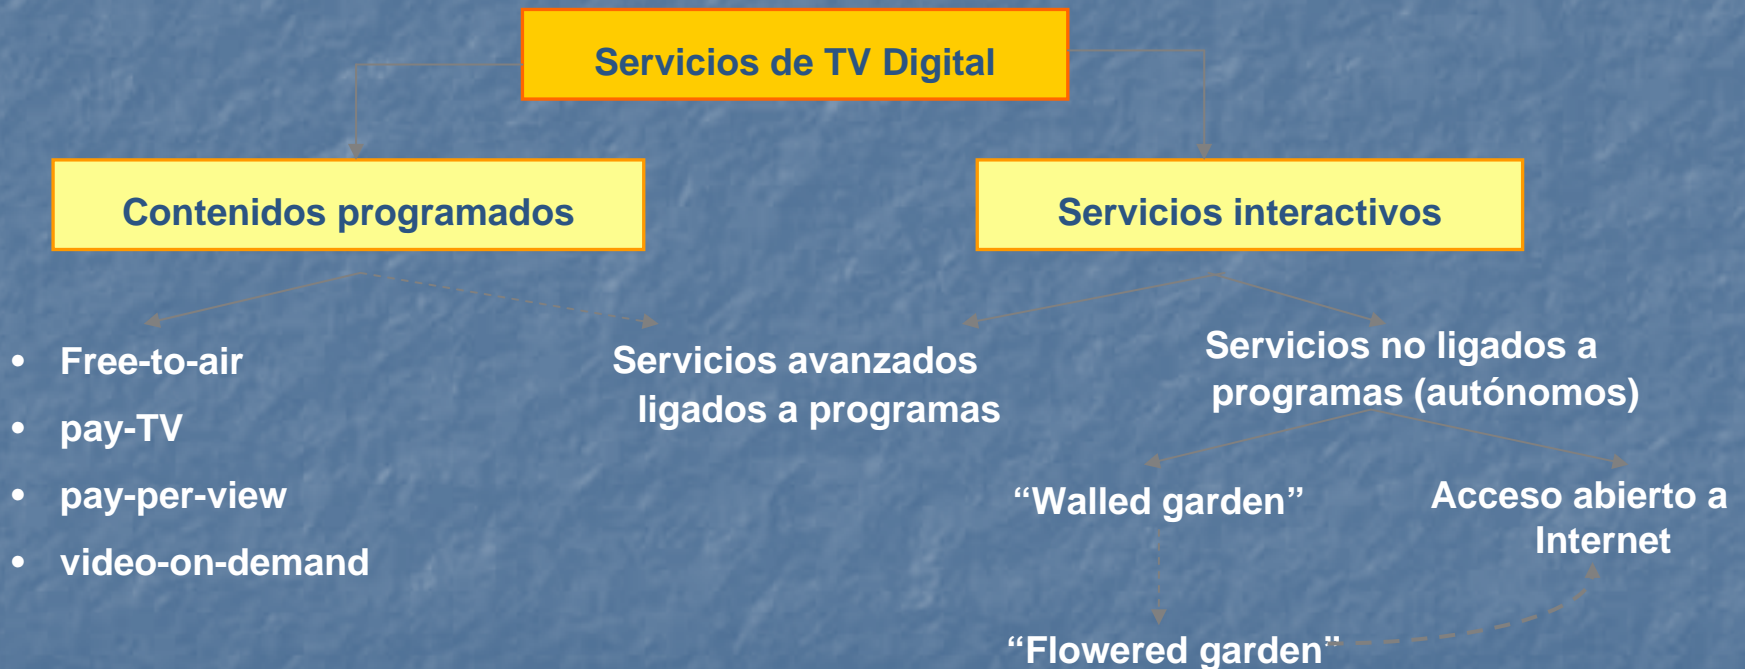 Servicios de TV Digital
Contenidos programados
Servicios interactivos
• Free-to-air
• pay-TV
• pay-per-view
• video-on-demand
Servicios avanzados
ligados a programas
Servicios no ligados a
programas (autónomos)
“Walled garden”
Acceso abierto a
Internet
“Flowered garden”